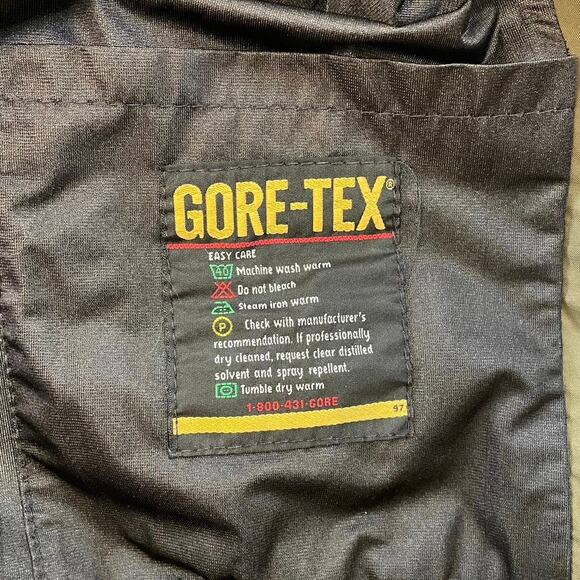 GORE-TEX®
EASY CARE
40 Machine wash warm
Do not bleach
Steam iron warm
P Check with manufacturer's
recommendation. If professionally
dry cleaned, request clear distilled
solvent and spray repellent.
Tumble dry warm
1-800-431-GORE
97